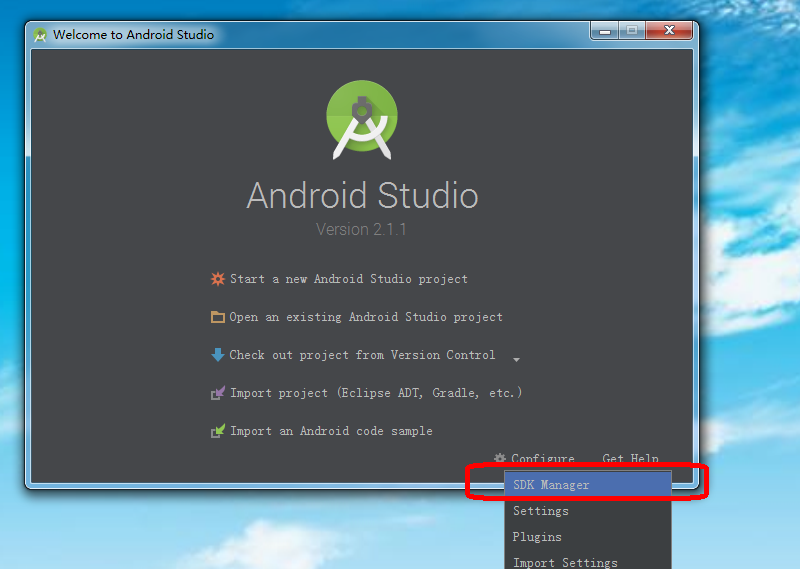 Welcome to Android Studio
Android Studio
Version 2.1.1
Start a new Android Studio project
Open an existing Android Studio project
Check out project from Version Control
Import project (Eclipse ADT, Gradle, etc.)
Import an Android code sample
Configure Get Help
SDK Manager
Settings
Plugins
Import Settings